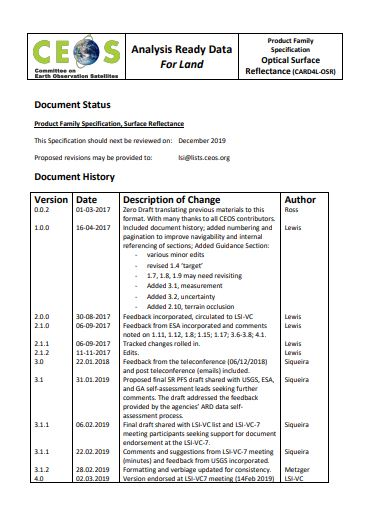 CEOS
Committee on
Earth Observation Satellites
Analysis Ready Data
For Land
Product Family
Specification
Optical Surface
Reflectance (CARD4L-OSR)
Document Status
Product Family Specification, Surface Reflectance
This Specification should next be reviewed on: December 2019
Proposed revisions may be provided to: lsi@lists.ceos.org
Document History
Version Date Description of Change Author
0.0.2 01-03-2017 Zero Draft translating previous materials to this Ross
format. With many thanks to all CEOS contributors.
1.0.0 16-04-2017 Included document history; added numbering and Lewis
pagination to improve navigability and internal
referencing of sections; Added Guidance Section:
- various minor edits
- revised 1.4 'target'
- 1.7, 1.8, 1.9 may need revisiting
- Added 3.1, measurement
- Added 3.2, uncertainty
- Added 2.10, terrain occlusion
2.0.0 30-08-2017 Feedback incorporated, circulated to LSI-VC Lewis
2.1.0 06-09-2017 Feedback from ESA incorporated and comments Lewis
noted on 1.11, 1.12, 1.8; 1.15; 1.17; 3.6-3.8; 4.1.
2.1.1 06-09-2017 Tracked changes rolled in. Lewis
2.1.2 11-11-2017 Edits. Lewis
3.0 22.01.2018 Feedback from the teleconference (06/12/2018) Siqueira
and post teleconference (emails) included.
3.1 31.01.2019 Proposed final SR PFS draft shared with USGS, ESA, Siqueira
and GA self-assessment leads seeking further
comments. The draft addressed the feedback
provided by the agencies' ARD data self-
assessment process.
3.1.1 06.02.2019 Final draft shared with LSI-VC list and LSI-VC-7 Siqueira
meeting participants seeking support for document
endorsement at the LSI-VC-7.
3.1.1 22.02.2019 Comments and suggestions from LSI-VC-7 meeting Siqueira
(minutes) and feedback from USGS incorporated.
3.1.2 28.02.2019 Formatting and verbiage updated for consistency. Metzger
4.0 02.03.2019 Version endorsed at LSI-VC7 meeting (14Feb 2019) LSI-VC